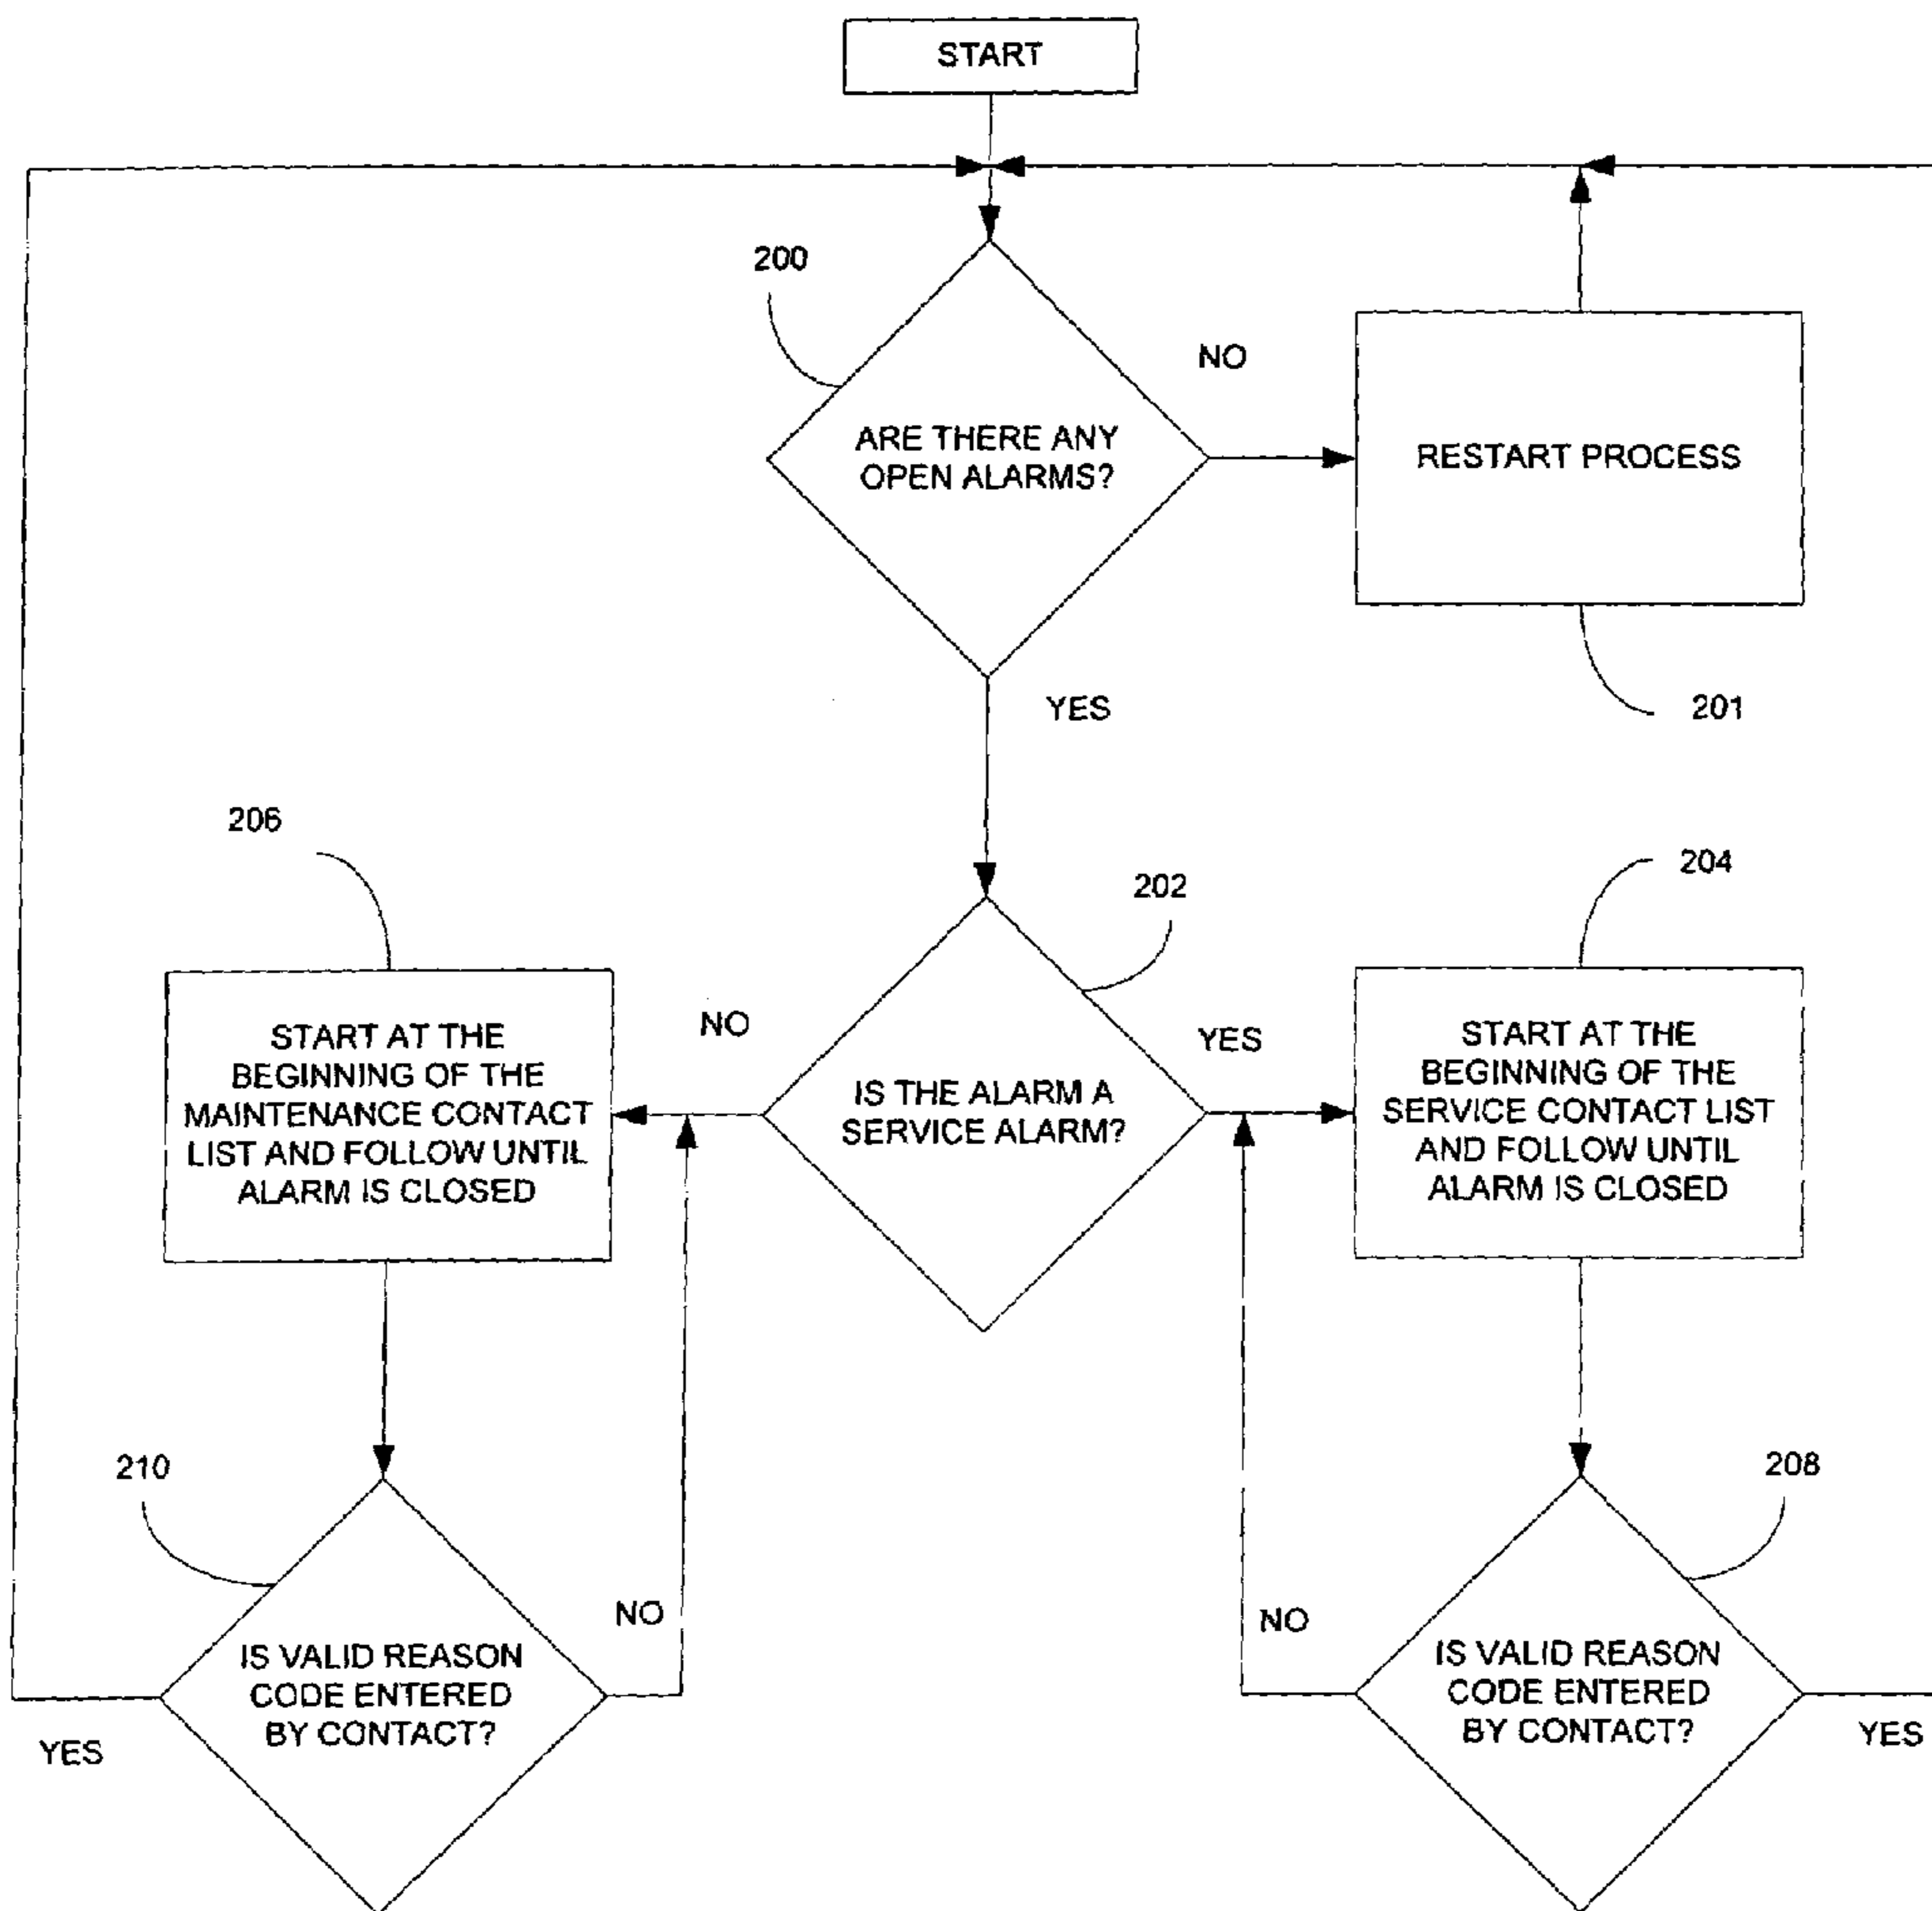 START
200
NO
ARE THERE ANY
OPEN ALARMS?
RESTART PROCESS
YES
201
206
202
204
START AT THE
BEGINNING OF THE
MAINTENANCE CONTACT
LIST AND FOLLOW UNTIL
ALARM IS CLOSED
NO
IS THE ALARM A
SERVICE ALARM?
YES
START AT THE
BEGINNING OF THE
SERVICE CONTACT LIST
AND FOLLOW UNTIL
ALARM IS CLOSED
210
208
IS VALID REASON
CODE ENTERED
BY CONTACT?
NO
YES
NO
IS VALID REASON
CODE ENTERED
BY CONTACT?
YES